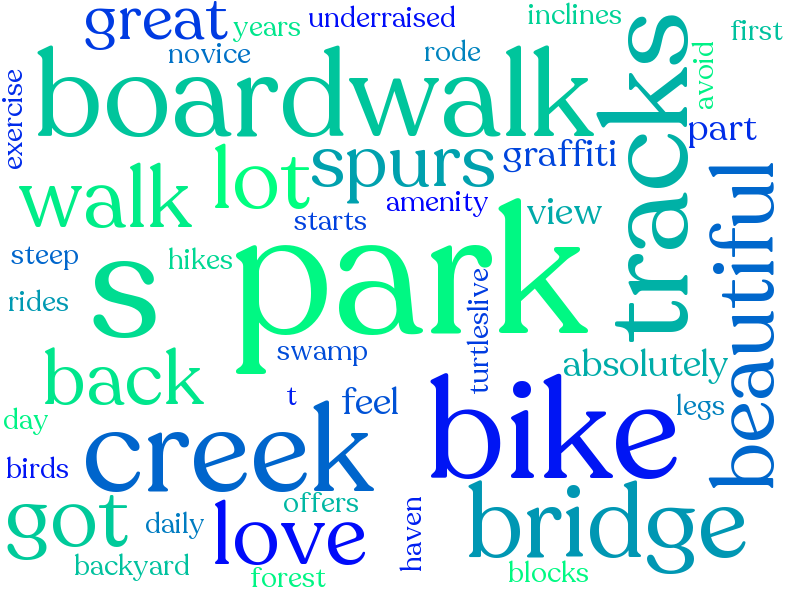 great
years
underraised
inclines
first
novice
rode
avoid
exercise
boardwalk
tracks
part
walk
lot
spurs
graffiti
amenity
view
starts
beautiful
steep
hikes
s
park
rides
turtleslive
swamp
back
absolutely
t
feel
legs
day
creek
bike
birds
got
daily
offers
love
haven
bridge
backyard
forest
blocks